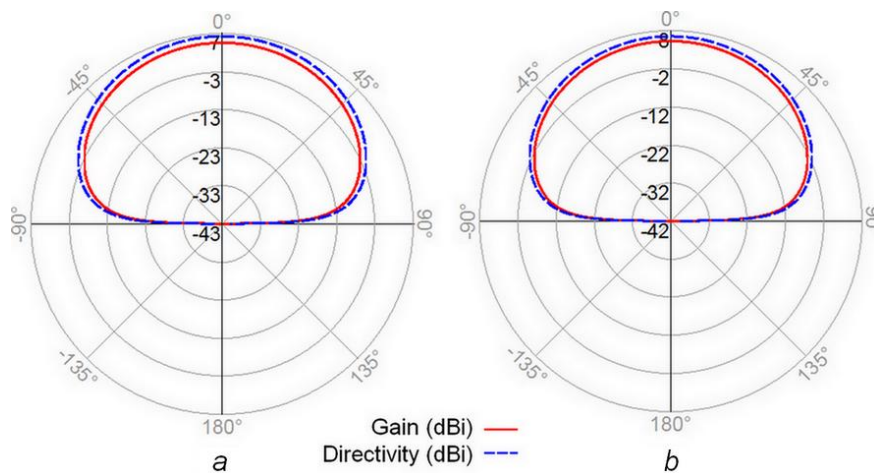 0° 0°
7 8
-45° 45° -45° 45°
-3 -2
-13 -12
-23 -22
-33 -32
-90° 90° -90° 90
-43 -42
-135° 135° -135° 135°
180° 180°
Gain (dBi)
Directivity (dBi)
a b